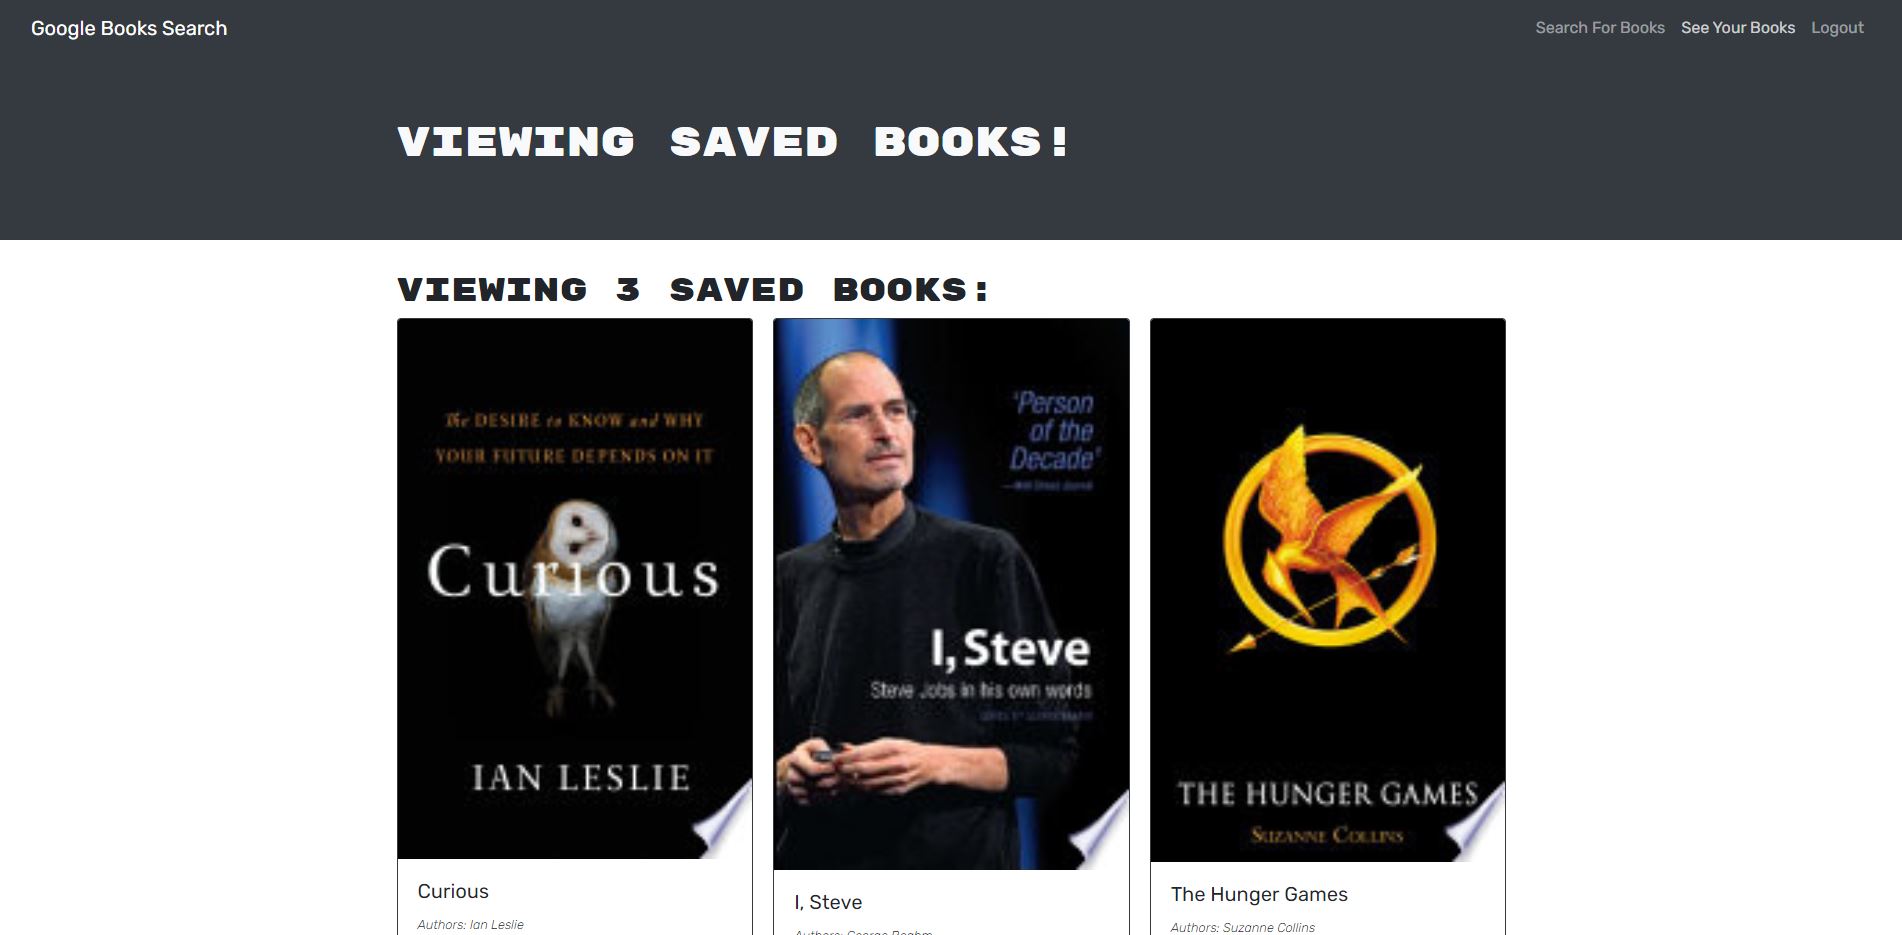 Google Books Search
Search For Books See Your Books Logout
VIEWING SAVED BOOKS!
VIEWING 3 SAVED BOOKS:
The DESIRE to KNOW and WHY
YOUR FUTURE DEPENDS ON IT
Curious
IAN LESLIE
Curious
Authors: Ian Leslie
'Person
of the
Decade'
I, Steve
Steve Jobs in his own words
I, Steve
Authors: George Beahm
THE HUNGER GAMES
SUZANNE COLLINS
The Hunger Games
Authors: Suzanne Collins